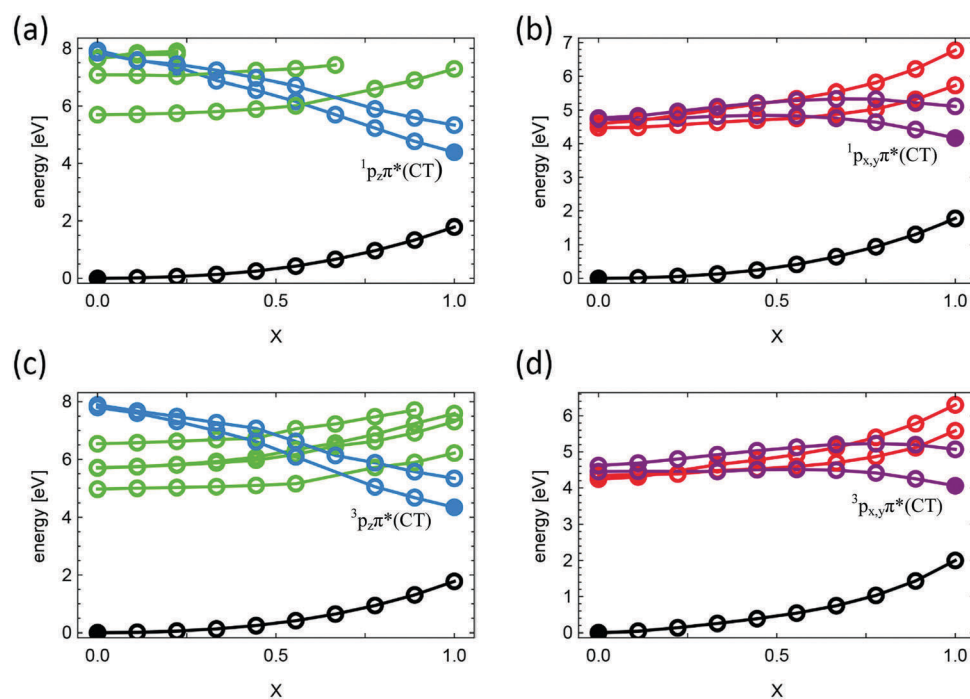 (a)
8
6
4
2
0
energy [eV]
0.0
0.5
1.0
X
¹p_zπ*(CT)
(b)
7
6
5
4
3
2
1
0
energy [eV]
0.0
0.5
1.0
X
¹p_x,yπ*(CT)
(c)
8
6
4
2
0
energy [eV]
0.0
0.5
1.0
X
³p_zπ*(CT)
(d)
6
5
4
3
2
1
0
energy [eV]
0.0
0.5
1.0
X
³p_x,yπ*(CT)